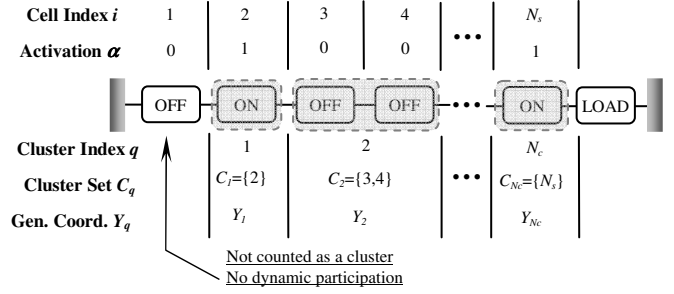 Cell Index i 1 2 3 4 ••• N_s
Activation α 0 1 0 0 1
OFF ON OFF OFF ••• ON LOAD
Cluster Index q 1 2 N_c
Cluster Set C_q C_1={2} C_2={3,4} ••• C_Nc={N_s}
Gen. Coord. Y_q Y_1 Y_2 Y_Nc
Not counted as a cluster
No dynamic participation